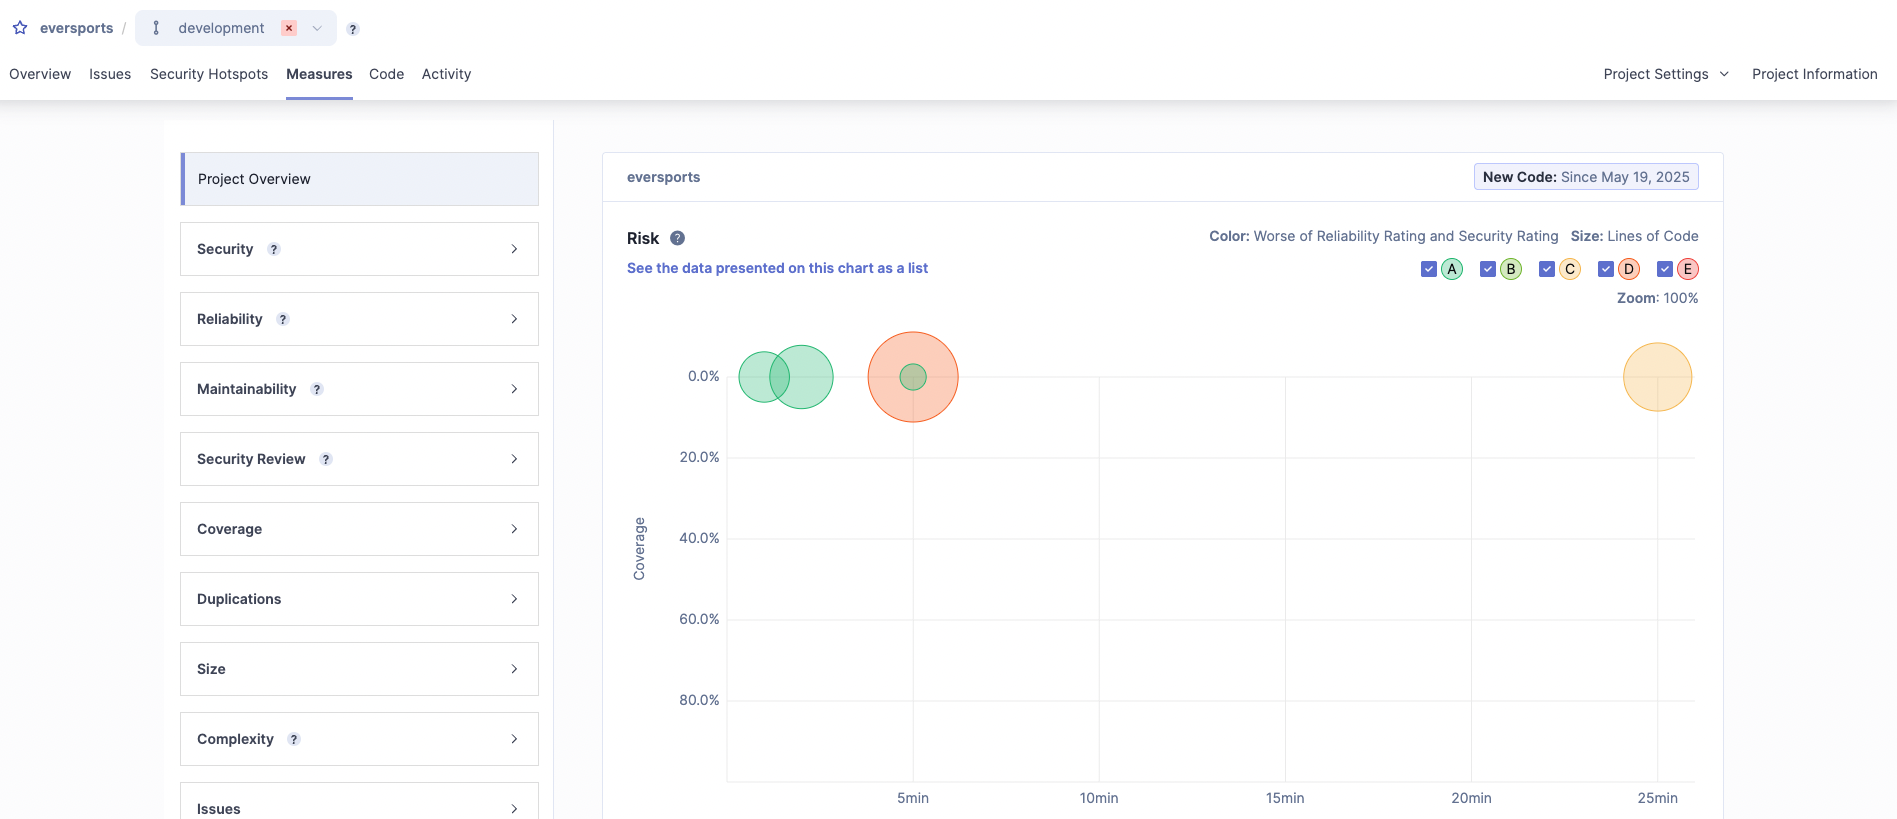 eversports / development ?
Overview Issues Security Hotspots Measures Code Activity Project Settings Project Information
Project Overview
Security ?
Reliability ?
Maintainability ?
Security Review ?
Coverage
Duplications
Size
Complexity ?
Issues
eversports New Code: Since May 19, 2025
Risk ? Color: Worse of Reliability Rating and Security Rating Size: Lines of Code
See the data presented on this chart as a list A B C D E
Zoom: 100%
0.0%
20.0%
40.0%
60.0%
80.0%
Coverage
5min 10min 15min 20min 25min